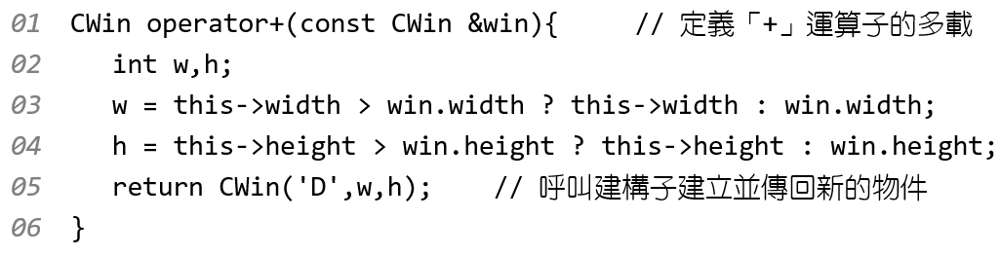 01 CWin operator+(const CWin &win){ // 定義「+」運算子的多載
02 int w,h;
03 w = this->width > win.width ? this->width : win.width;
04 h = this->height > win.height ? this->height : win.height;
05 return CWin('D',w,h); // 呼叫建構子建立並傳回新的物件
06 }